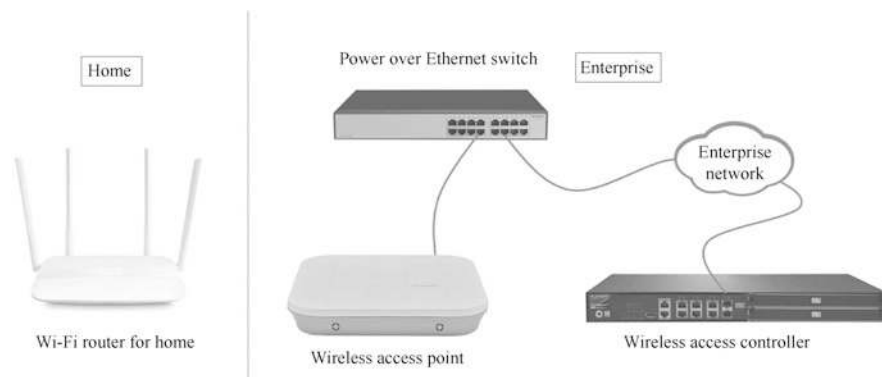 Home
Wi-Fi router for home
Power over Ethernet switch
Enterprise
Enterprise
network
Wireless access point
Wireless access controller